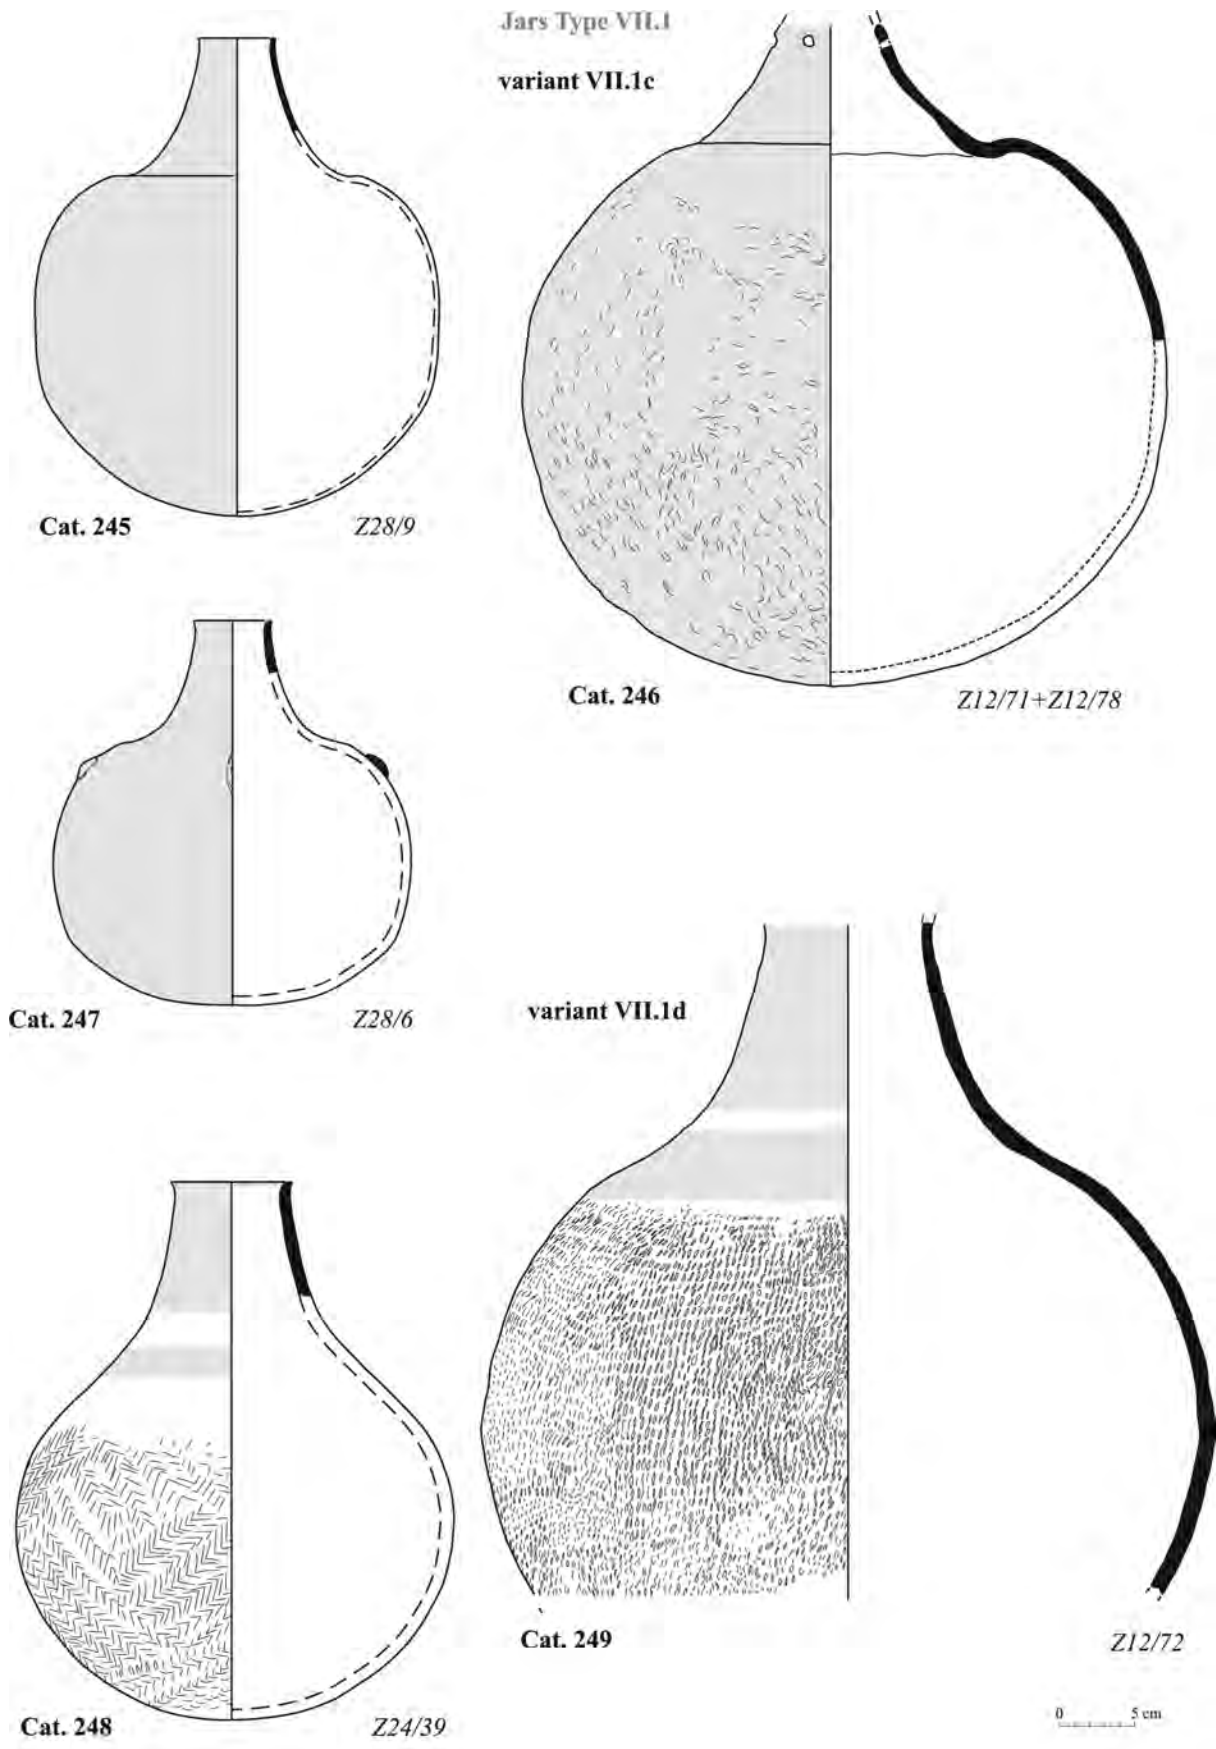 Jars Type VII.1
variant VII.1c
Cat. 245
Z28/9
Cat. 246
Z12/71+Z12/78
Cat. 247
Z28/6
variant VII.1d
Cat. 248
Z24/39
Cat. 249
Z12/72
0 5 cm